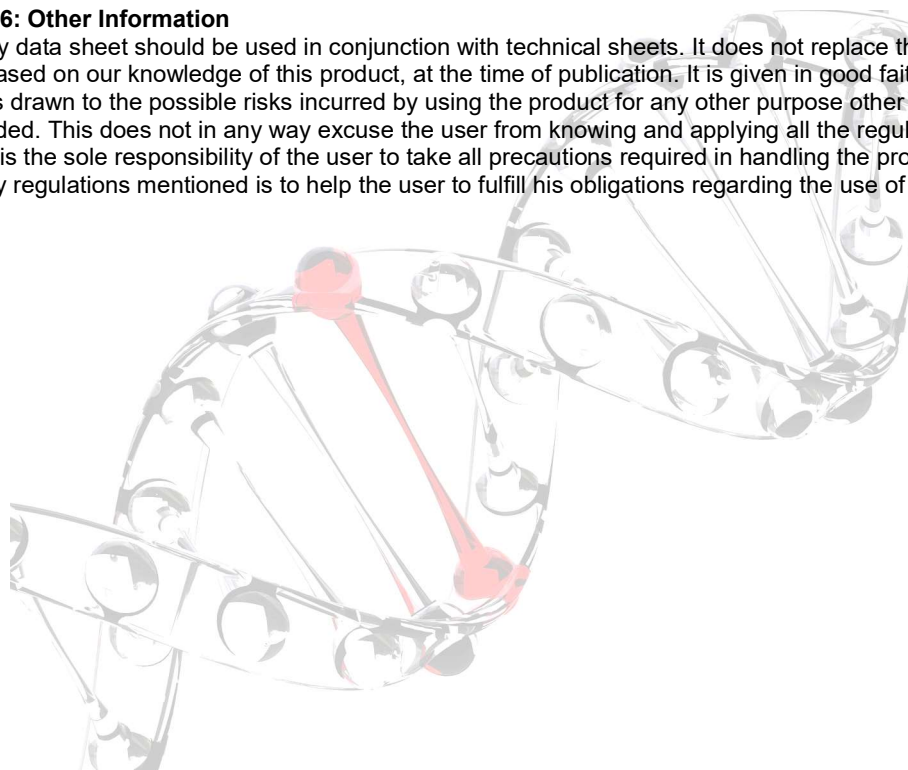 6: Other Information
y data sheet should be used in conjunction with technical sheets. It does not replace th
ased on our knowledge of this product, at the time of publication. It is given in good fait
s drawn to the possible risks incurred by using the product for any other purpose other
ded. This does not in any way excuse the user from knowing and applying all the regul
is the sole responsibility of the user to take all precautions required in handling the pro
y regulations mentioned is to help the user to fulfill his obligations regarding the use of